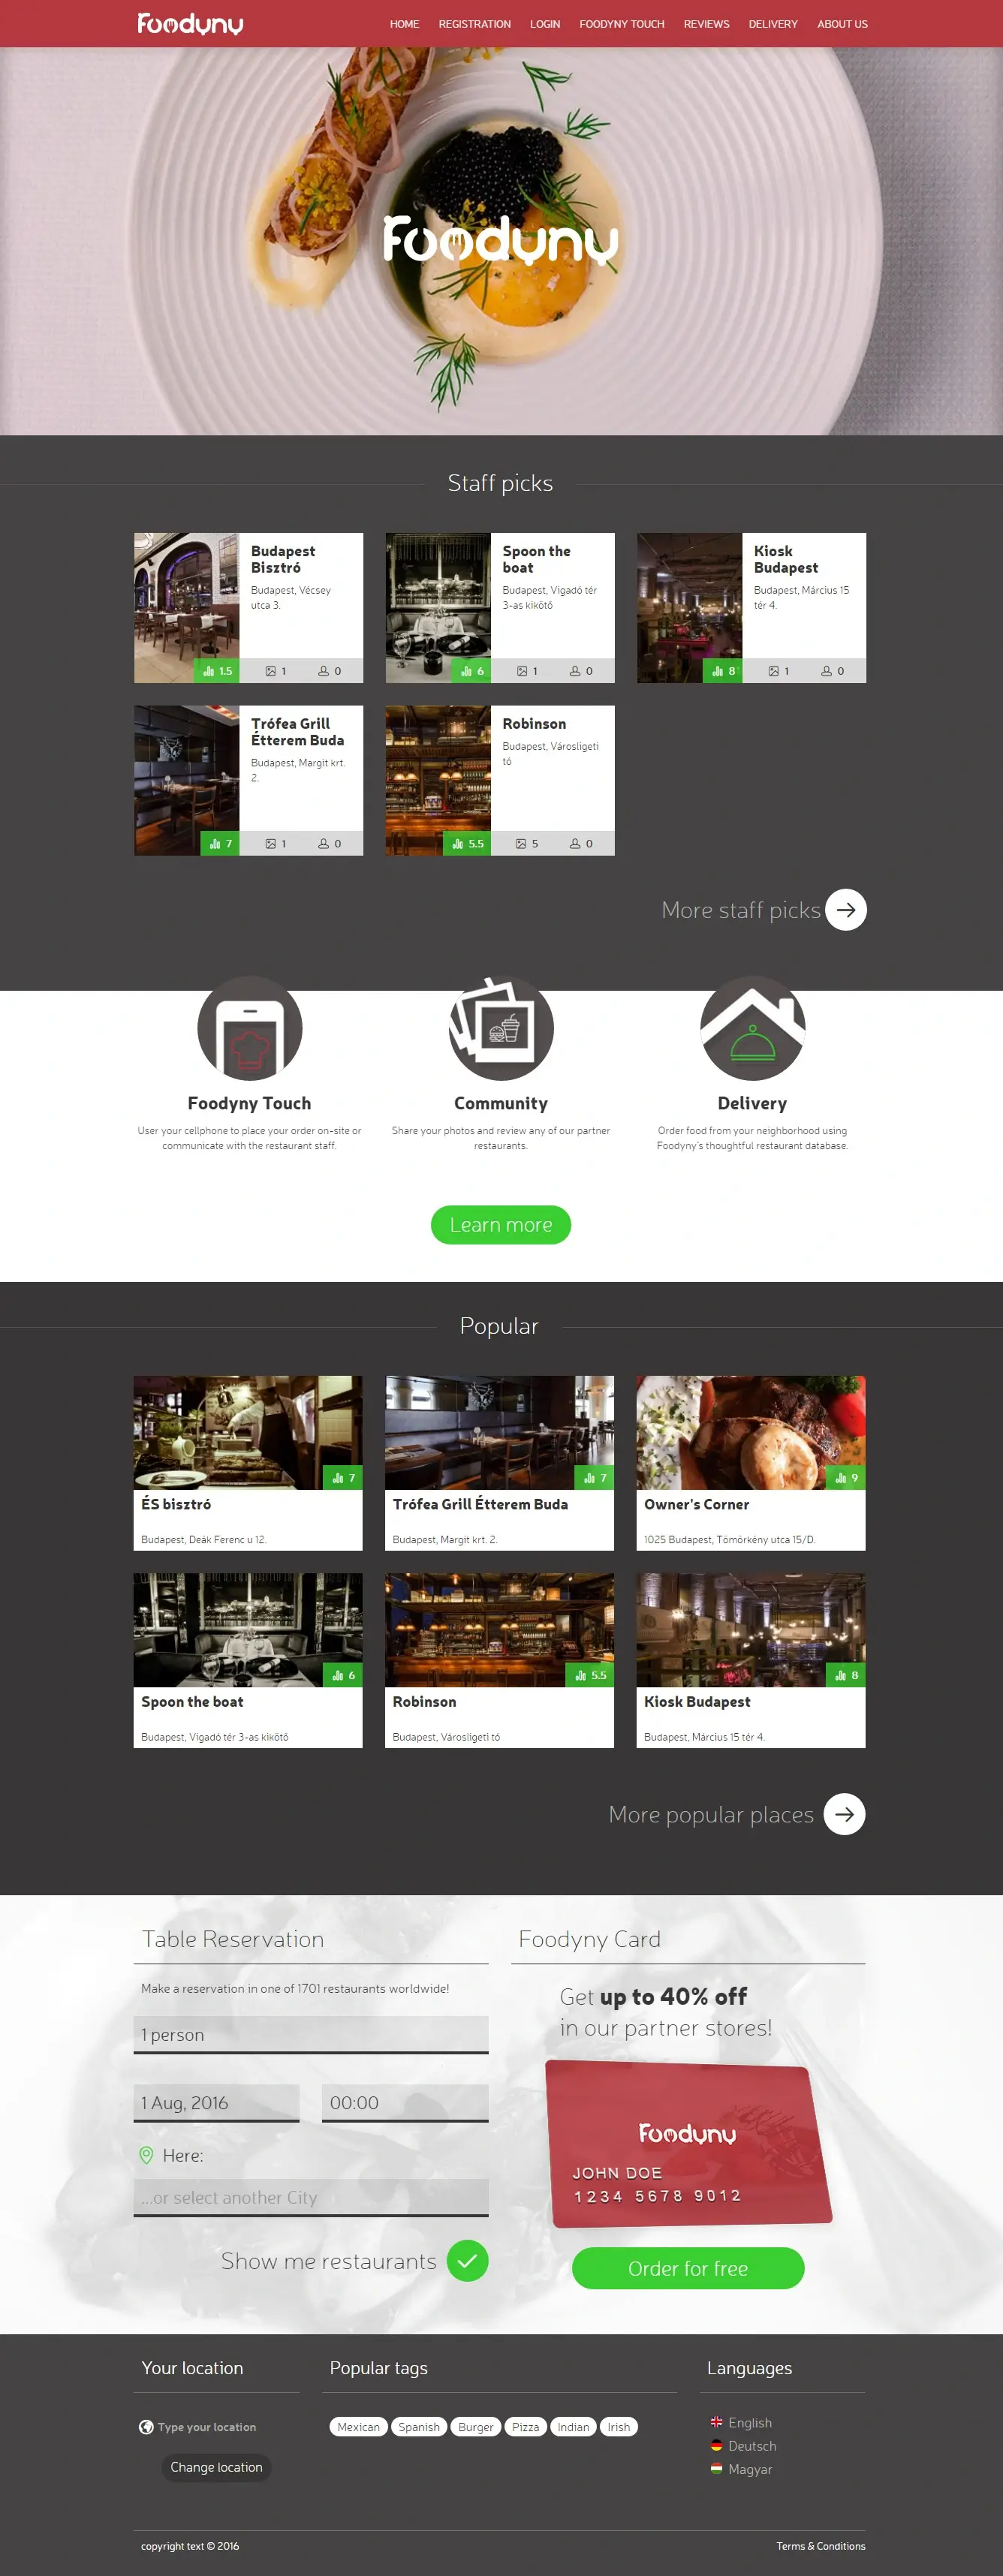 Foodyny
HOME REGISTRATION LOGIN FOODYNY TOUCH REVIEWS DELIVERY ABOUT US
Foodyny
Staff picks
Budapest
Bisztró
Budapest, Vécsey
utca 3.
1.5 1 0
Spoon the
boat
Budapest, Vigadó tér
3-as kikötő
6 1 0
Kiosk
Budapest
Budapest, Március 15
tér 4.
8 1 0
Trófea Grill
Étterem Buda
Budapest, Margit krt.
2.
7 1 0
Robinson
Budapest, Városligeti
tó
5.5 5 0
More staff picks
Foodyny Touch
User your cellphone to place your order on-site or
communicate with the restaurant staff.
Community
Share your photos and review any of our partner
restaurants.
Delivery
Order food from your neighborhood using
Foodyny's thoughtful restaurant database.
Learn more
Popular
7
ÉS bisztró
Budapest, Deák Ferenc u 12.
7
Trófea Grill Étterem Buda
Budapest, Margit krt. 2.
9
Owner's Corner
1025 Budapest, Törmörkény utca 15/D.
6
Spoon the boat
Budapest, Vigadó tér 3-as kikötő
5.5
Robinson
Budapest, Városligeti tó
8
Kiosk Budapest
Budapest, Március 15 tér 4.
More popular places
Table Reservation
Make a reservation in one of 1701 restaurants worldwide!
1 person
1 Aug, 2016 00:00
Here:
...or select another City
Show me restaurants
Foodyny Card
Get up to 40% off
in our partner stores!
Foodyny
JOHN DOE
1234 5678 9012
Order for free
Your location
Type your location
Change location
Popular tags
Mexican Spanish Burger Pizza Indian Irish
Languages
English
Deutsch
Magyar
copyright text © 2016
Terms & Conditions